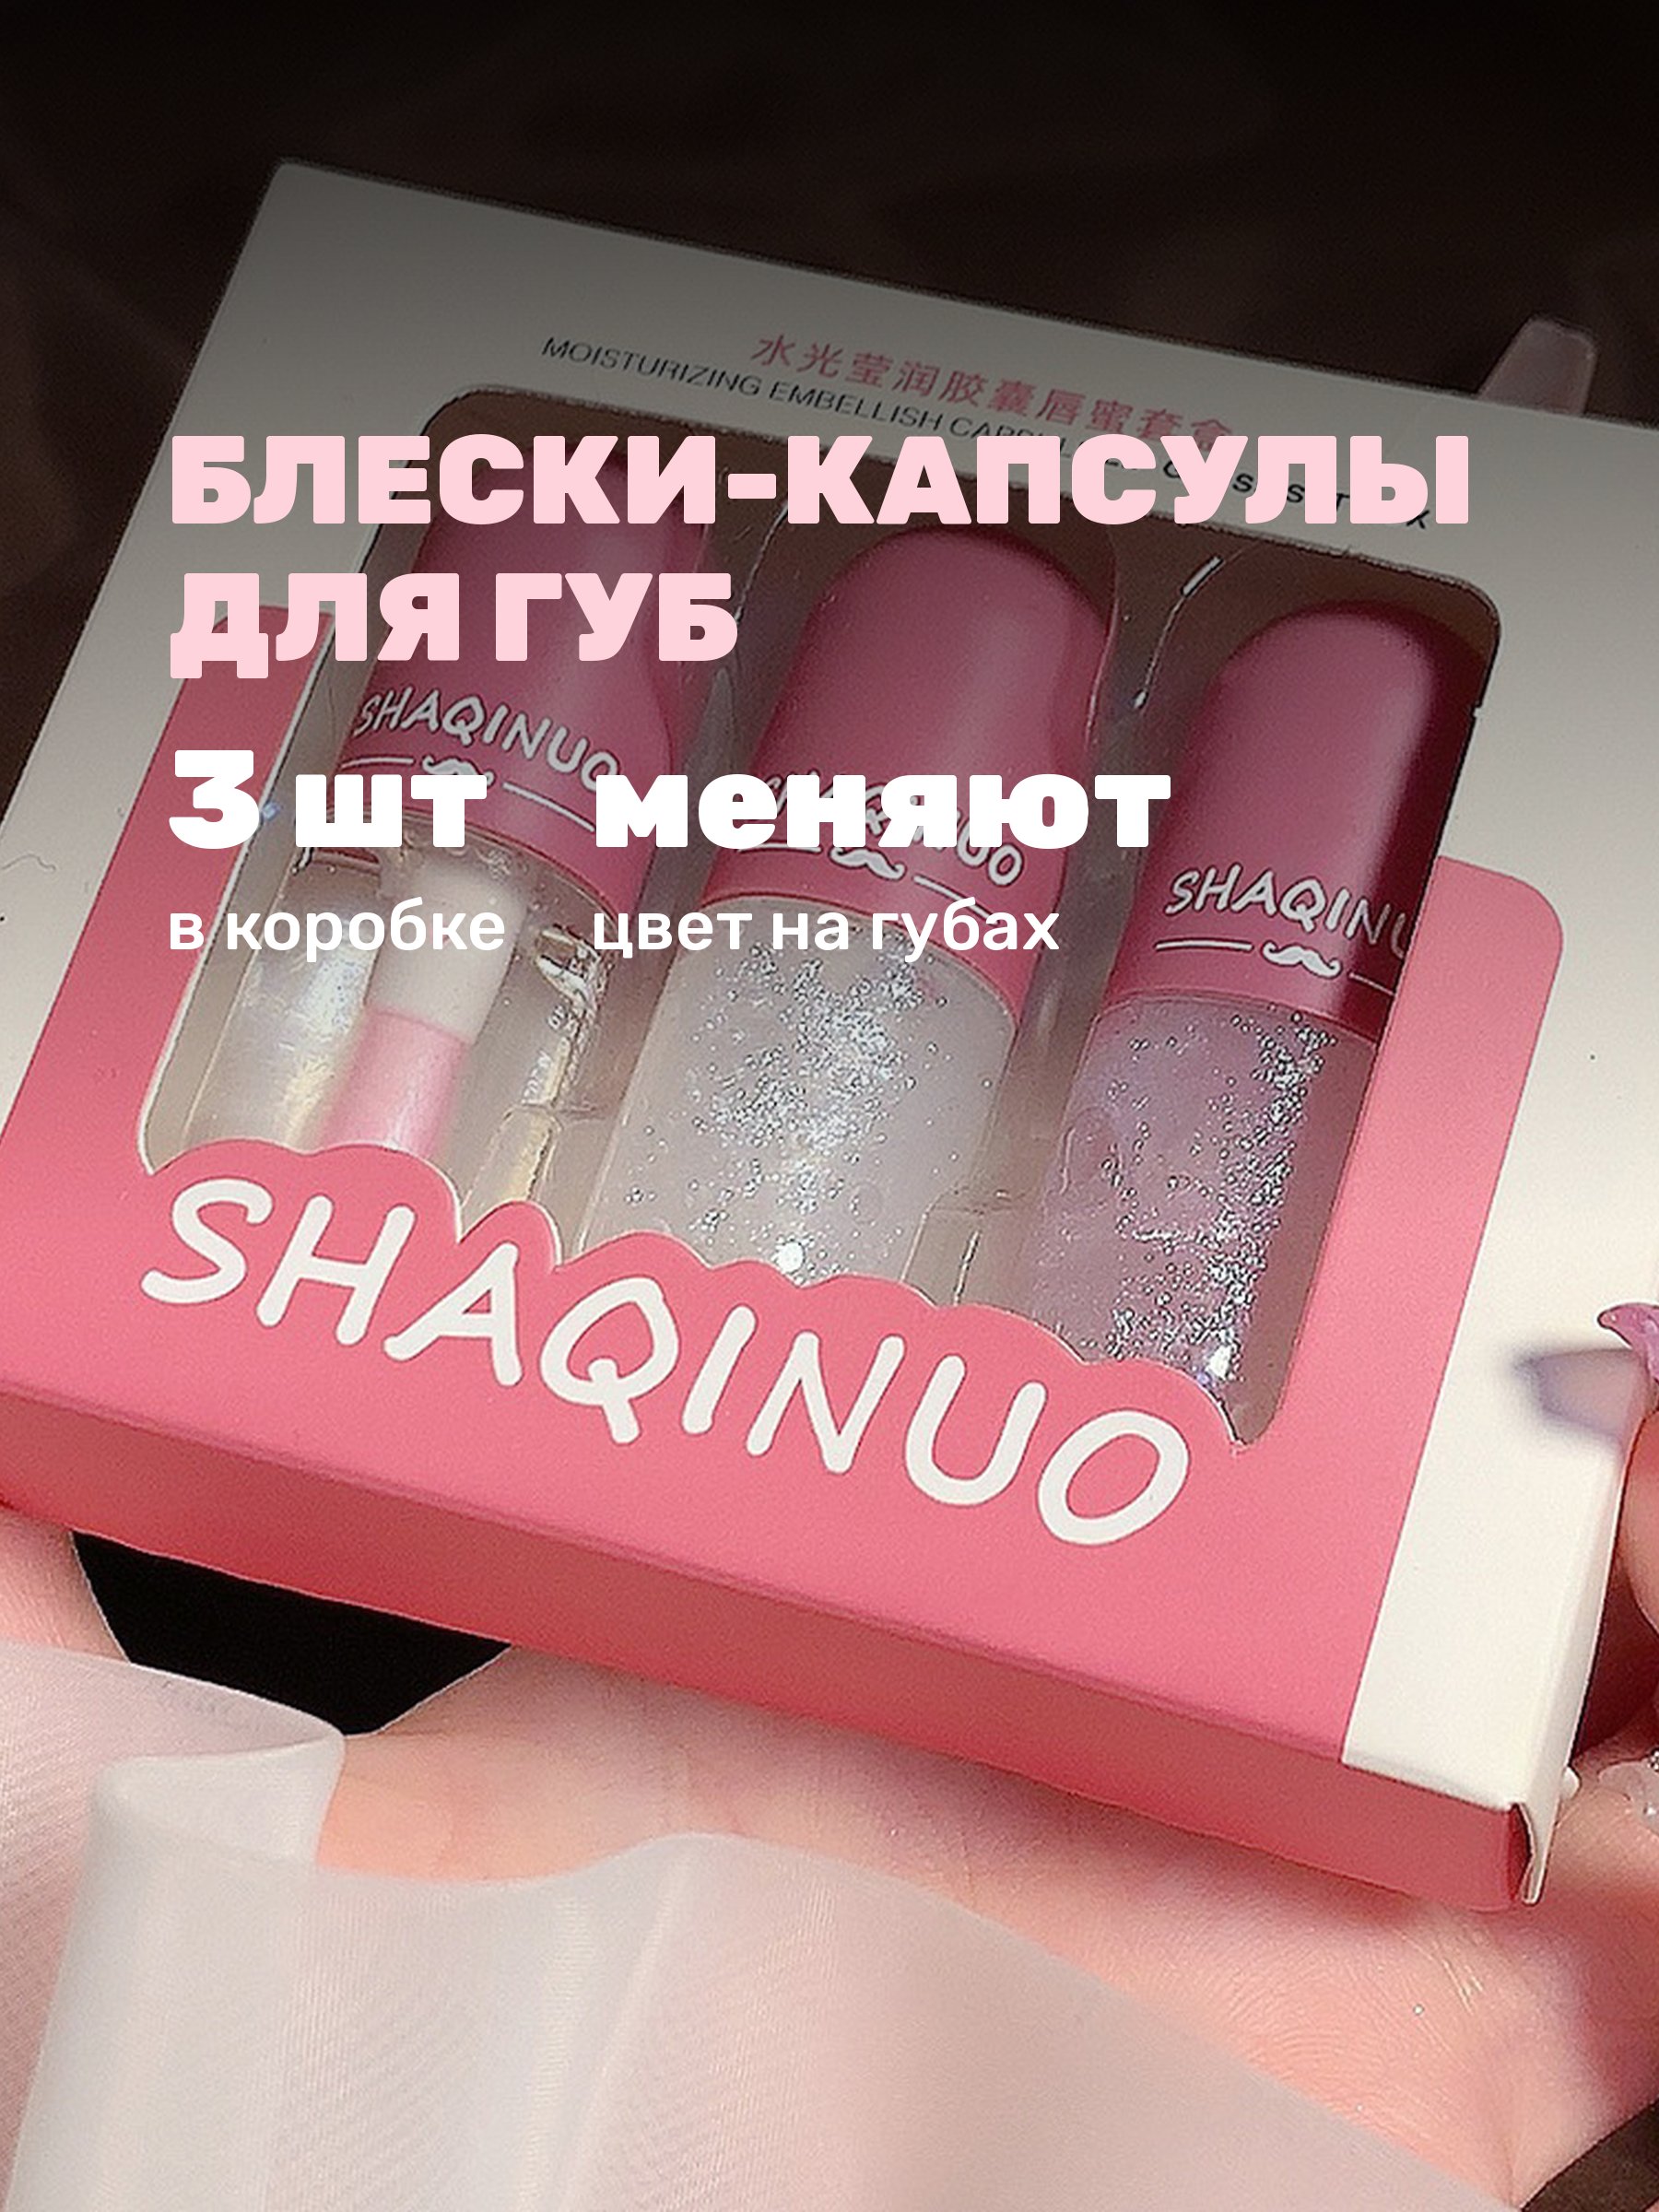 水光莹润胶囊唇蜜套盒
MOISTURIZING EMBELLISH
БЛЕСКИ-КАПСУЛЫ
ДЛЯ ГУБ
SHAQINUO
3 шт меняют
SHAQINUO
SHAQINU
в коробке цвет на губах
SHAQINUO